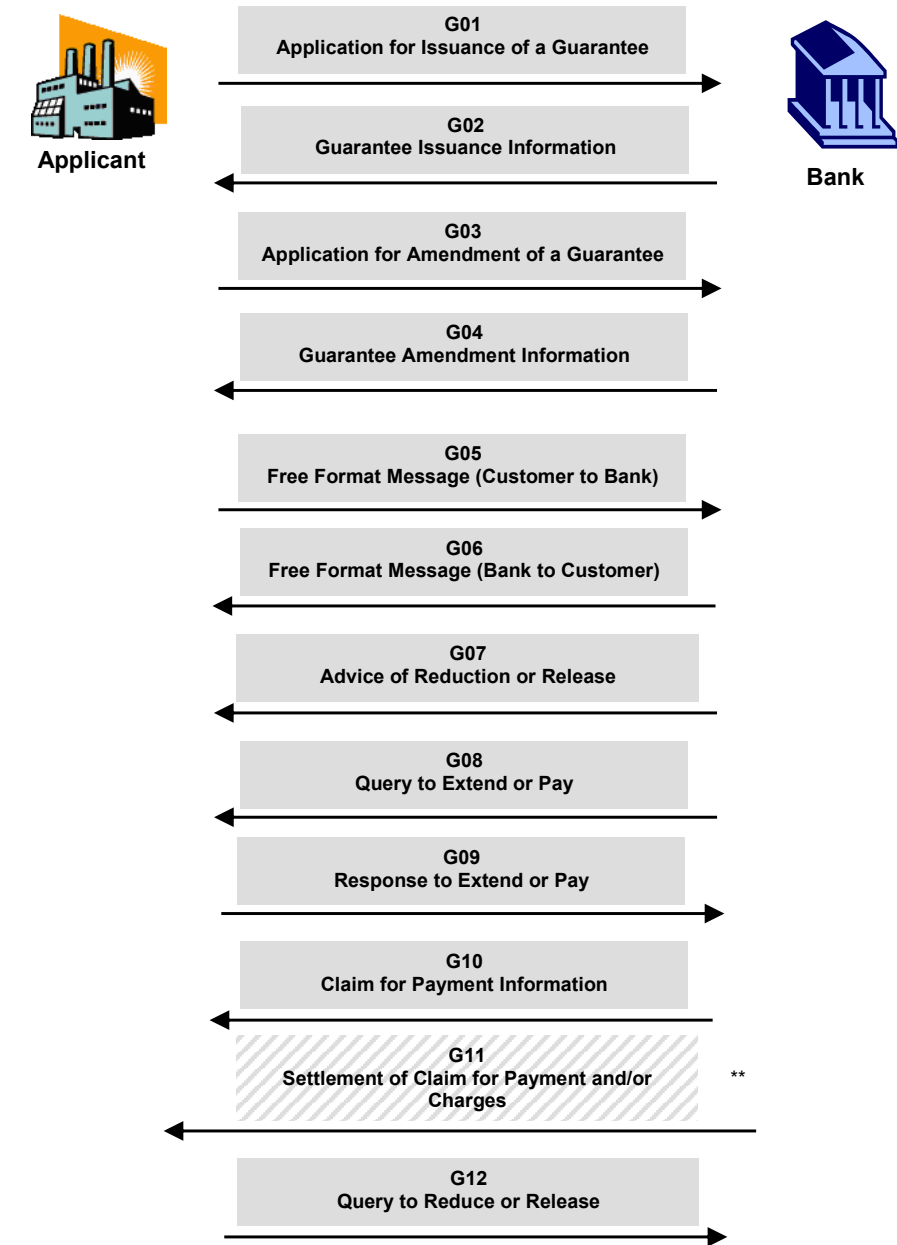 G01
Application for Issuance of a Guarantee
Applicant
Bank
G02
Guarantee Issuance Information
G03
Application for Amendment of a Guarantee
G04
Guarantee Amendment Information
G05
Free Format Message (Customer to Bank)
G06
Free Format Message (Bank to Customer)
G07
Advice of Reduction or Release
G08
Query to Extend or Pay
G09
Response to Extend or Pay
G10
Claim for Payment Information
G11
Settlement of Claim for Payment and/or
Charges
**
G12
Query to Reduce or Release